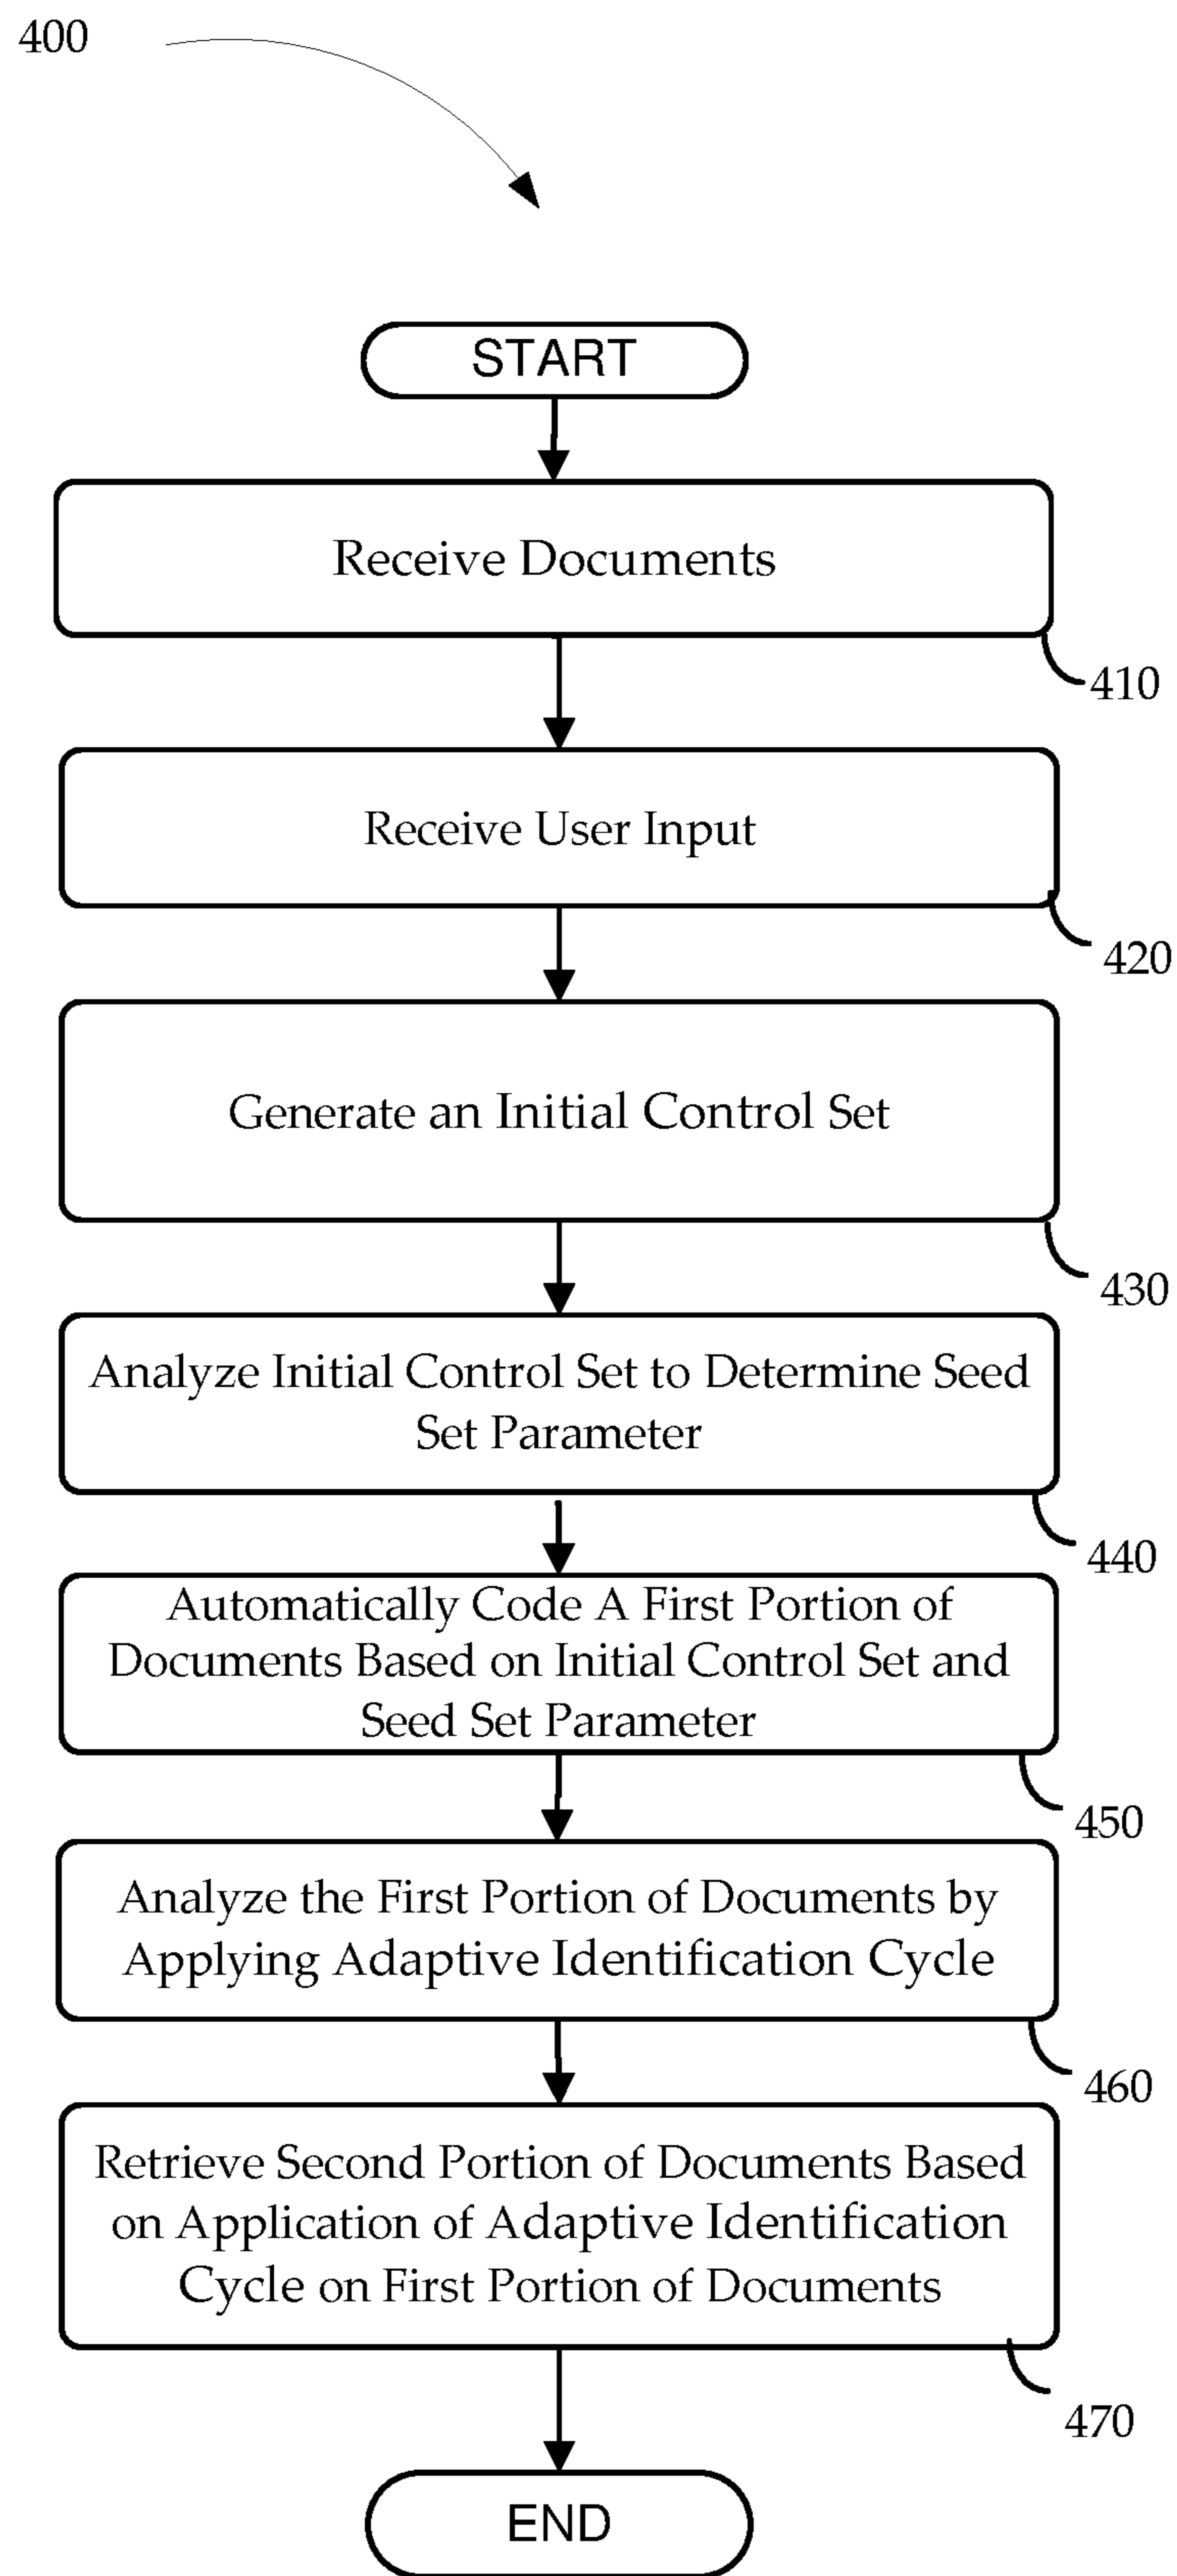 400
START
Receive Documents
410
Receive User Input
420
Generate an Initial Control Set
430
Analyze Initial Control Set to Determine Seed
Set Parameter
440
Automatically Code A First Portion of
Documents Based on Initial Control Set and
Seed Set Parameter
450
Analyze the First Portion of Documents by
Applying Adaptive Identification Cycle
460
Retrieve Second Portion of Documents Based
on Application of Adaptive Identification
Cycle on First Portion of Documents
470
END